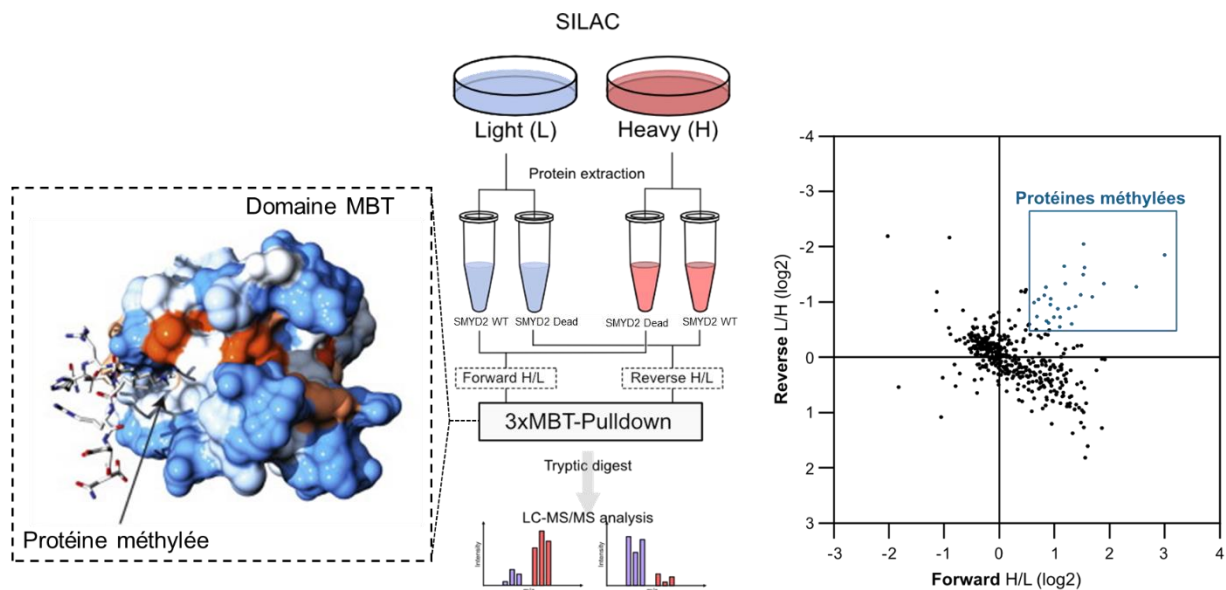 SILAC
Light (L)
Heavy (H)
Protein extraction
SMYD2 WT
SMYD2 Dead
SMYD2 Dead
SMYD2 WT
Forward H/L
Reverse H/L
3xMBT-Pulldown
Tryptic digest
LC-MS/MS analysis
Intensity
Intensity
Domaine MBT
Protéine méthylée
Protéines méthylées
Reverse L/H (log2)
-4
-3
-2
-1
0
1
2
3
-3
-2
-1
0
1
2
3
4
Forward H/L (log2)